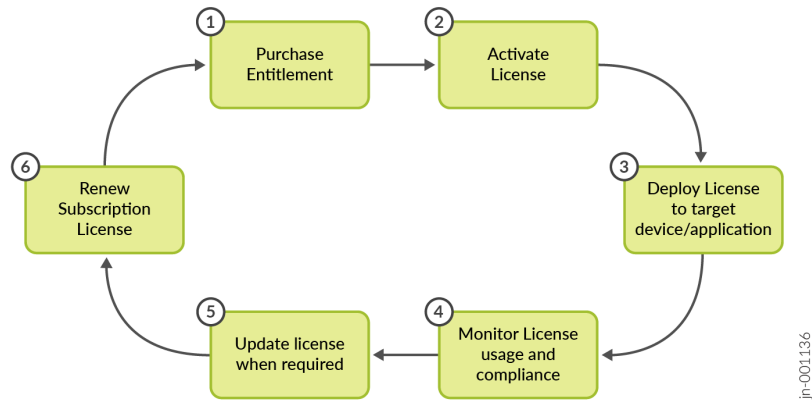 1
Purchase
Entitlement
2
Activate
License
3
Deploy License
to target
device/application
4
Monitor License
usage and
compliance
5
Update license
when required
6
Renew
Subscription
License
jn-001136